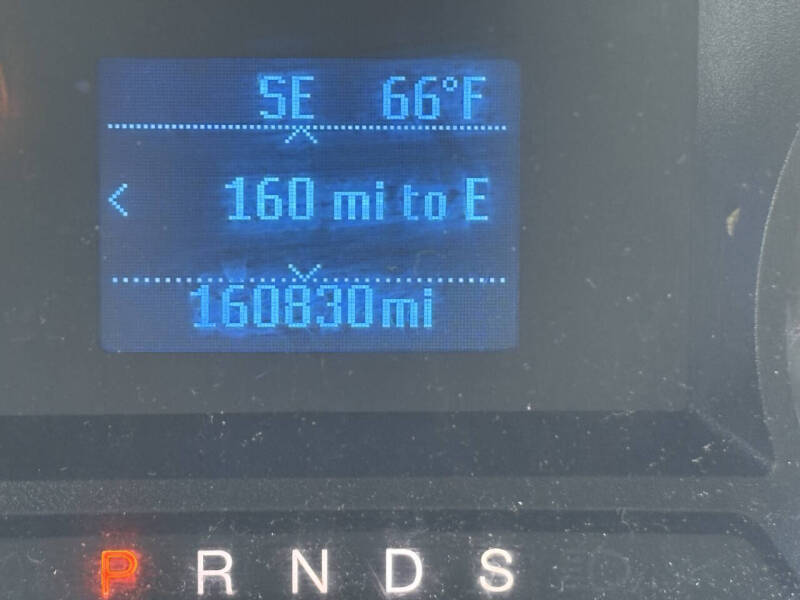 SE 66°F
< 160 mi to E
160830mi
P R N D S